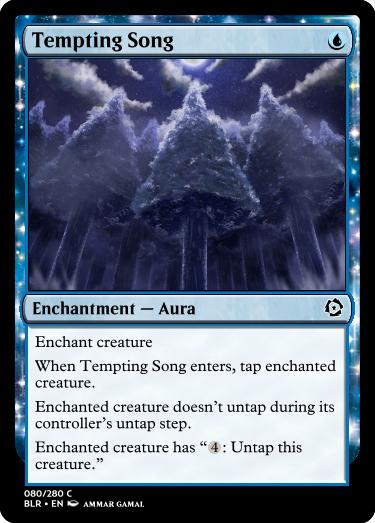 Tempting Song
Enchantment — Aura
Enchant creature
When Tempting Song enters, tap enchanted
creature.
Enchanted creature doesn't untap during its
controller's untap step.
Enchanted creature has “4: Untap this
creature.”
080/280 C
BLR • EN AMMAR GAMAL